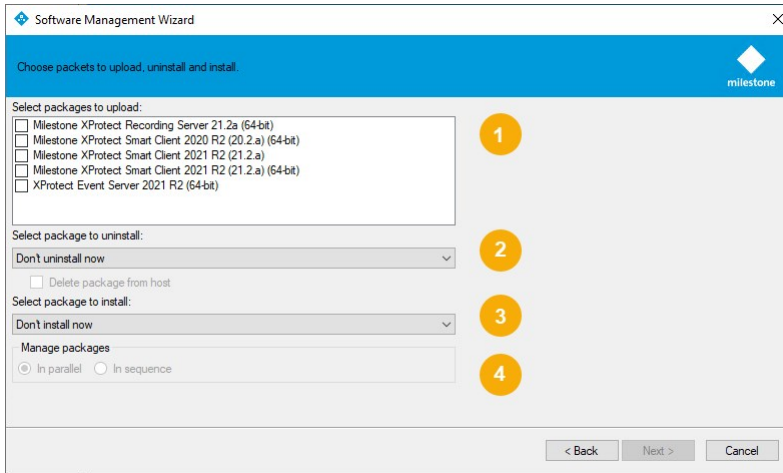 Software Management Wizard
Choose packets to upload, uninstall and install.
milestone
Select packages to upload:
Milestone XProtect Recording Server 21.2a (64-bit)
Milestone XProtect Smart Client 2020 R2 (20.2.a) (64-bit)
Milestone XProtect Smart Client 2021 R2 (21.2.a)
Milestone XProtect Smart Client 2021 R2 (21.2.a) (64-bit)
XProtect Event Server 2021 R2 (64-bit)
1
Select package to uninstall:
Don't uninstall now
2
Delete package from host
Select package to install:
Don't install now
3
Manage packages
In parallel In sequence
4
< Back Next > Cancel